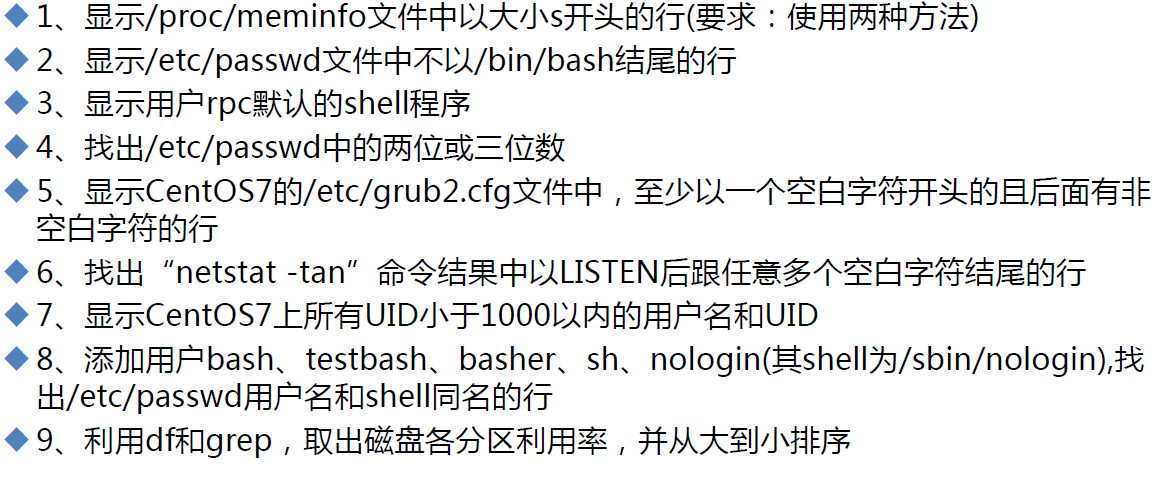 ◆1、显示/proc/meminfo文件中以大小s开头的行(要求：使用两种方法)
◆2、显示/etc/passwd文件中不以/bin/bash结尾的行
◆3、显示用户rpc默认的shell程序
◆4、找出/etc/passwd中的两位或三位数
◆5、显示CentOS7的/etc/grub2.cfg文件中，至少以一个空白字符开头的且后面有非
空白字符的行
◆6、找出“netstat -tan”命令结果中以LISTEN后跟任意多个空白字符结尾的行
◆7、显示CentOS7上所有UID小于1000以内的用户名和UID
◆8、添加用户bash、testbash、basher、sh、nologin(其shell为/sbin/nologin),找
出/etc/passwd用户名和shell同名的行
◆9、利用df和grep，取出磁盘各分区利用率，并从大到小排序